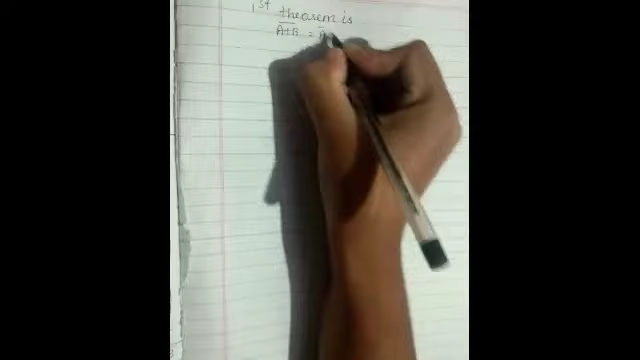 1st theorem is
A̅+̅B̅ = A̅